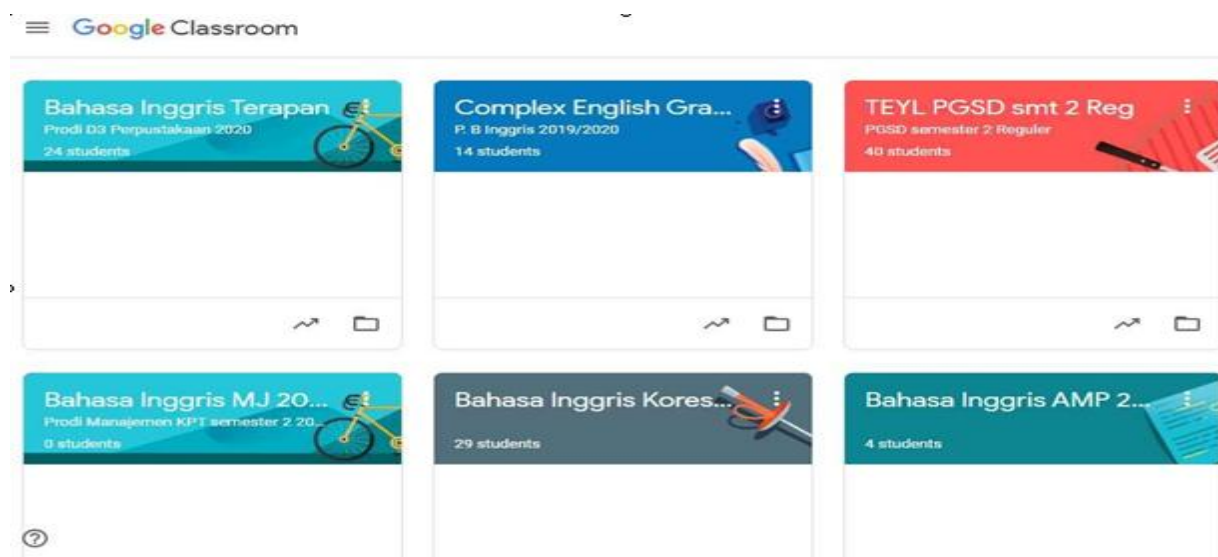 Google Classroom
Bahasa Inggris Terapan
Prodi D3 Perpustakaan 2020
24 students
Complex English Gra...
P. B Inggris 2019/2020
14 students
TEYL PGSD smt 2 Reg
PGSD semester 2 Reguler
40 students
Bahasa Inggris MJ 20...
Prodi Manajemen KPT semester 2 20...
0 students
Bahasa Inggris Kores...
29 students
Bahasa Inggris AMP 2...
4 students